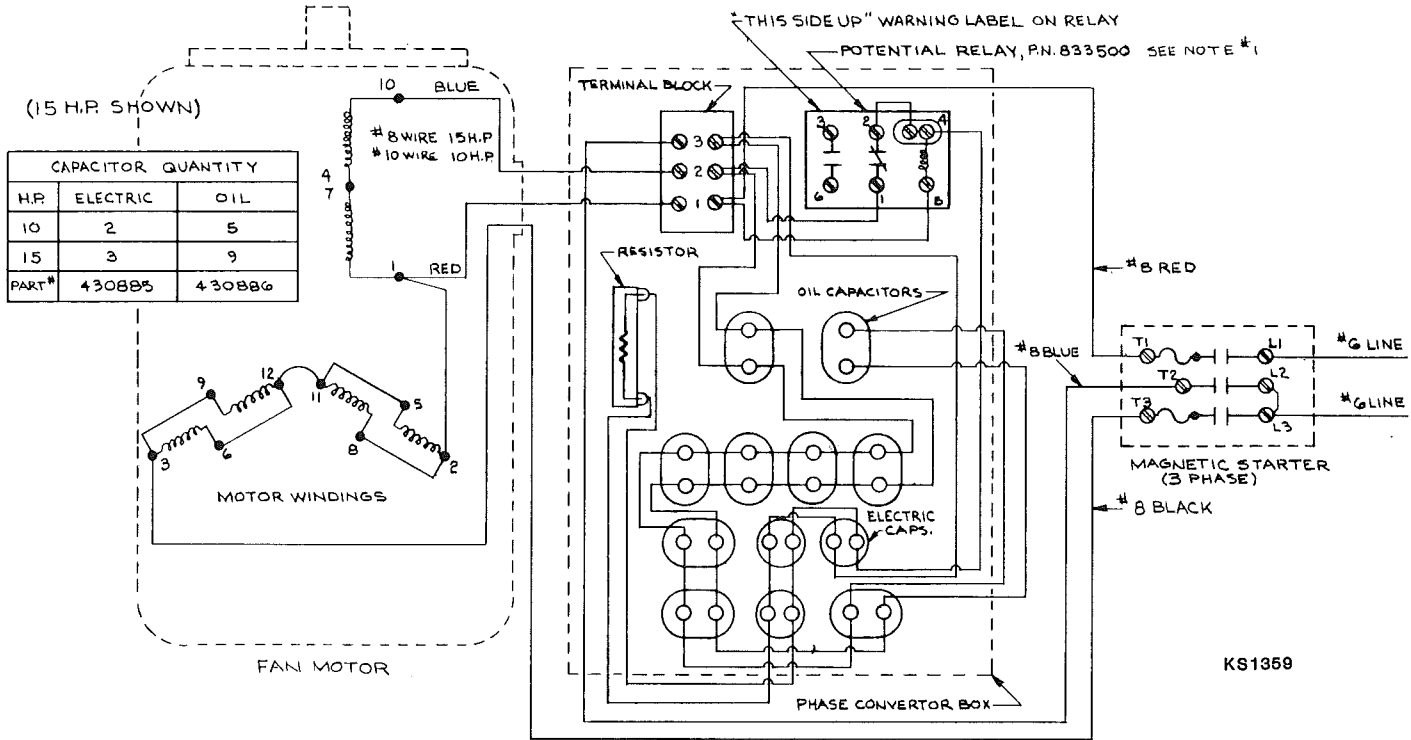 "THIS SIDE UP" WARNING LABEL ON RELAY
POTENTIAL RELAY, P.N. 833500 SEE NOTE #1
TERMINAL BLOCK
(15 H.P. SHOWN)
10 BLUE
#8 WIRE 15 H.P.
#10 WIRE 10 H.P.
CAPACITOR QUANTITY
H.P. ELECTRIC OIL
10 2 5
15 3 9
PART# 430885 430886
4
7
1 RED
3
2
1
3 2 4
6 1 5
RESISTOR
OIL CAPACITORS
#8 RED
#8 BLUE
T1 L1 #6 LINE
T2 L2
T3 L3 #6 LINE
MAGNETIC STARTER
(3 PHASE)
#8 BLACK
9 12 11 5
3 6 8 2
MOTOR WINDINGS
ELECTRIC
CAPS.
FAN MOTOR
PHASE CONVERTOR BOX
KS1359